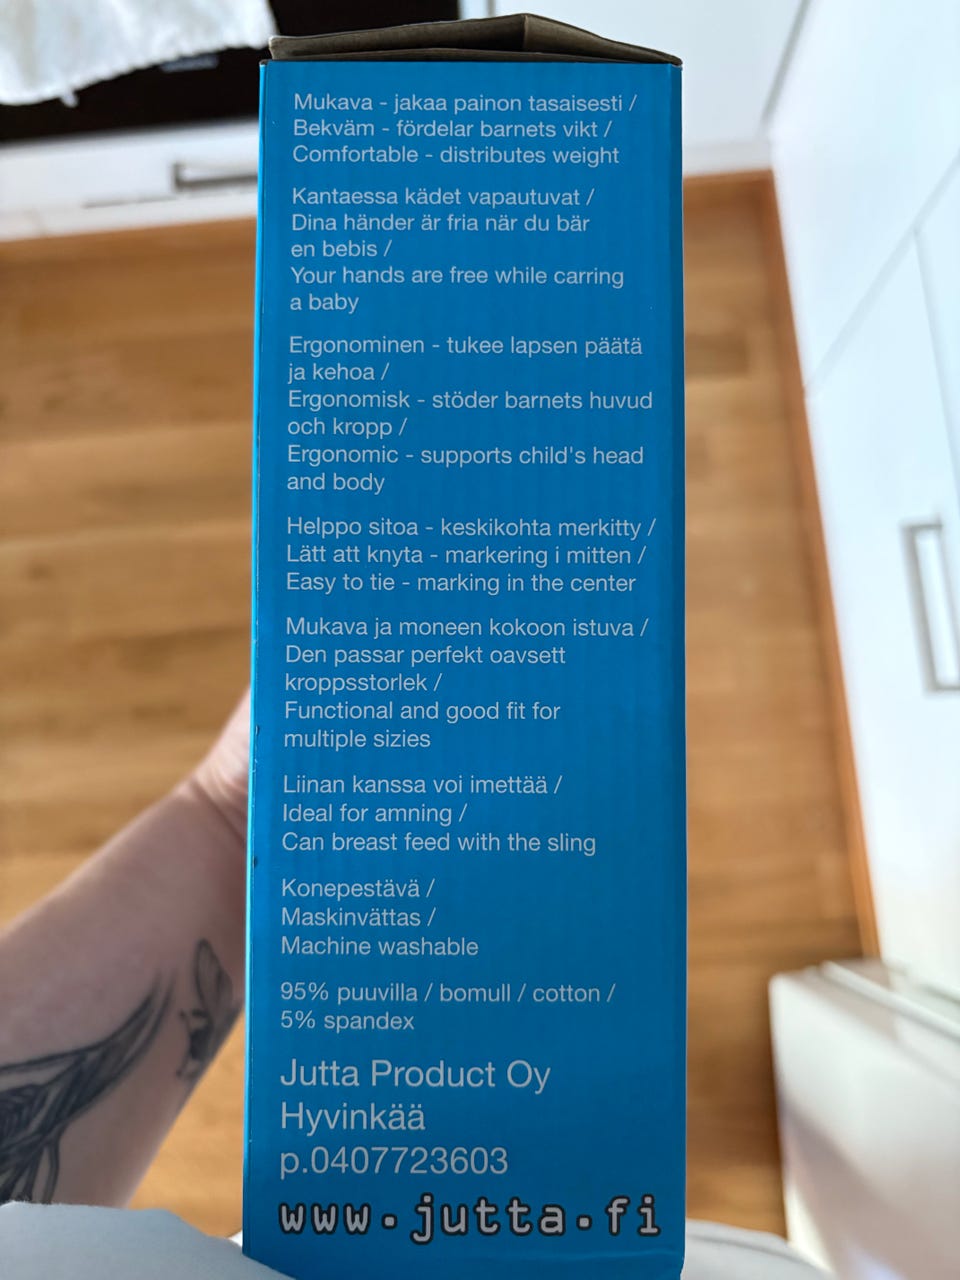 Mukava - jakaa painon tasaisesti /
Bekväm - fördelar barnets vikt /
Comfortable - distributes weight
Kantaessa kädet vapautuvat /
Dina händer är fria när du bär
en bebis /
Your hands are free while carring
a baby
Ergonominen - tukee lapsen päätä
ja kehoa /
Ergonomisk - stöder barnets huvud
och kropp /
Ergonomic - supports child's head
and body
Helppo sitoa - keskikohta merkitty /
Lätt att knyta - markering i mitten /
Easy to tie - marking in the center
Mukava ja moneen kokoon istuva /
Den passar perfekt oavsett
kroppsstorlek /
Functional and good fit for
multiple sizies
Liinan kanssa voi imettää /
Ideal for amning /
Can breast feed with the sling
Konepestävä /
Maskinvättas /
Machine washable
95% puuvilla / bomull / cotton /
5% spandex
Jutta Product Oy
Hyvinkää
p.0407723603
www.jutta.fi